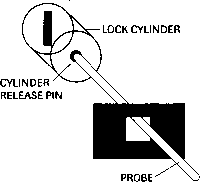 LOCK CYLINDER
CYLINDER
RELEASE PIN
PROBE